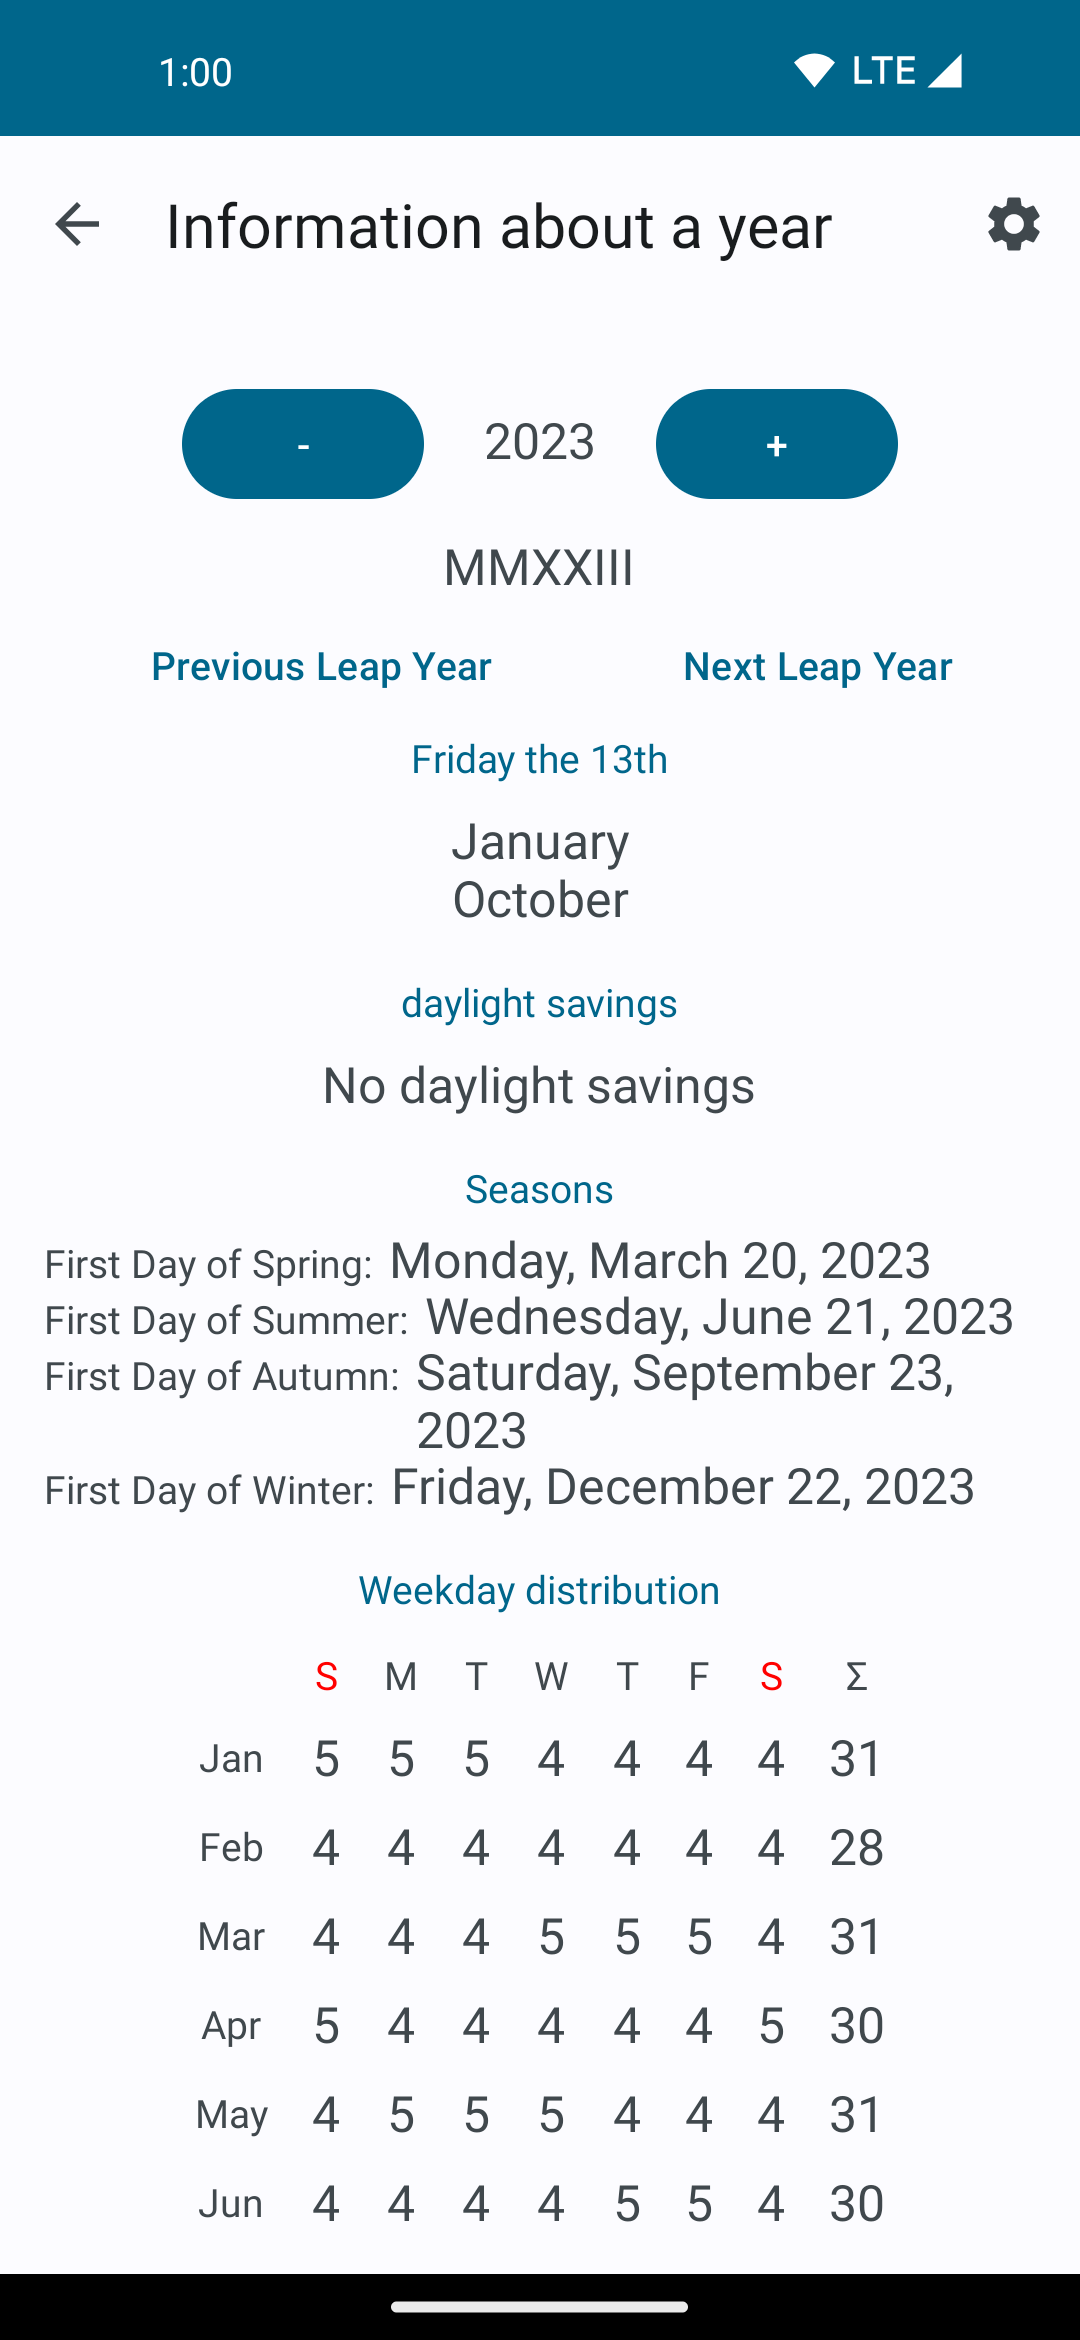 1:00 LTE
Information about a year
- 2023 +
MMXXIII
Previous Leap Year Next Leap Year
Friday the 13th
January
October
daylight savings
No daylight savings
Seasons
First Day of Spring: Monday, March 20, 2023
First Day of Summer: Wednesday, June 21, 2023
First Day of Autumn: Saturday, September 23,
2023
First Day of Winter: Friday, December 22, 2023
Weekday distribution
S M T W T F S Σ
Jan 5 5 5 4 4 4 4 31
Feb 4 4 4 4 4 4 4 28
Mar 4 4 4 5 5 5 4 31
Apr 5 4 4 4 4 4 5 30
May 4 5 5 5 4 4 4 31
Jun 4 4 4 4 5 5 4 30